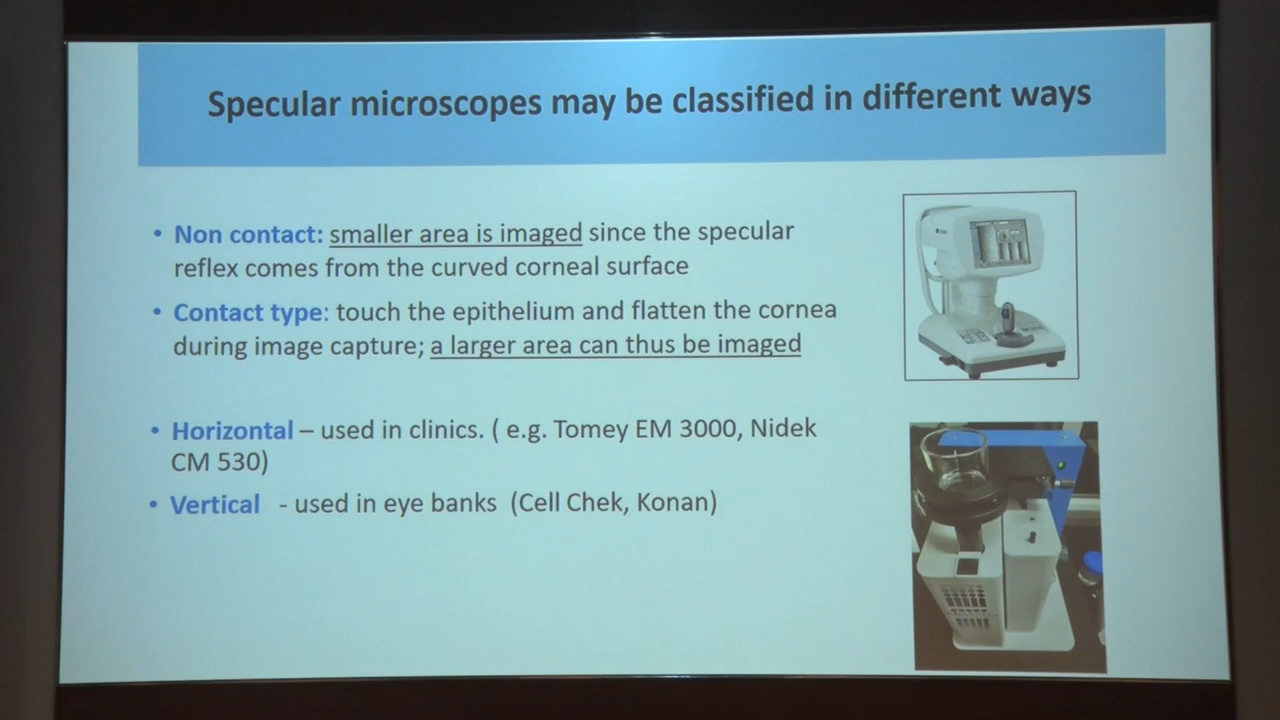 Specular microscopes may be classified in different ways
• Non contact: smaller area is imaged since the specular
reflex comes from the curved corneal surface
• Contact type: touch the epithelium and flatten the cornea
during image capture; a larger area can thus be imaged
• Horizontal – used in clinics. ( e.g. Tomey EM 3000, Nidek
CM 530)
• Vertical - used in eye banks (Cell Chek, Konan)